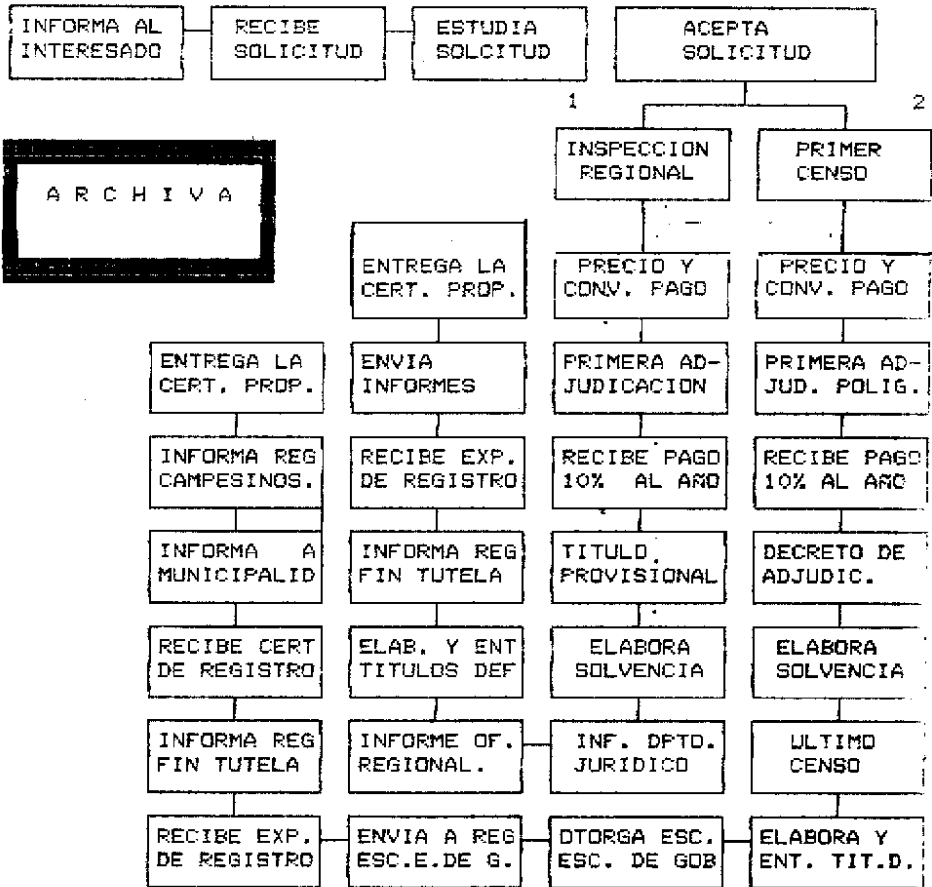 INFORMA AL
INTERESADO
RECIBE
SOLICITUD
ESTUDIA
SOLCITUD
ACEPTA
SOLICITUD
1
2
INSPECCION
REGIONAL
PRIMER
CENSO
A R C H I V A
ENTREGA LA
CERT. PROP.
PRECIO Y
CONV. PAGO
PRECIO Y
CONV. PAGO
ENTREGA LA
CERT. PROP.
ENVIA
INFORMES
PRIMERA AD-
JUDICACION
PRIMERA AD-
JUD. POLIG.
INFORMA REG
CAMPESINOS.
RECIBE EXP.
DE REGISTRO
RECIBE PAGO
10% AL AÑO
RECIBE PAGO
10% AL AÑO
INFORMA A
MUNICIPALID
INFORMA REG
FIN TUTELA
TITULO
PROVISIONAL
DECRETO DE
ADJUDIC.
RECIBE CERT
DE REGISTRO
ELAB. Y ENT
TITULOS DEF
ELABORA
SOLVENCIA
ELABORA
SOLVENCIA
INFORMA REG
FIN TUTELA
INFORME OF.
REGIONAL.
INF. DPTO.
JURIDICO
ULTIMO
CENSO
RECIBE EXP.
DE REGISTRO
ENVIA A REG
ESC.E.DE G.
OTORGA ESC.
ESC. DE GOB
ELABORA Y
ENT. TIT.D.